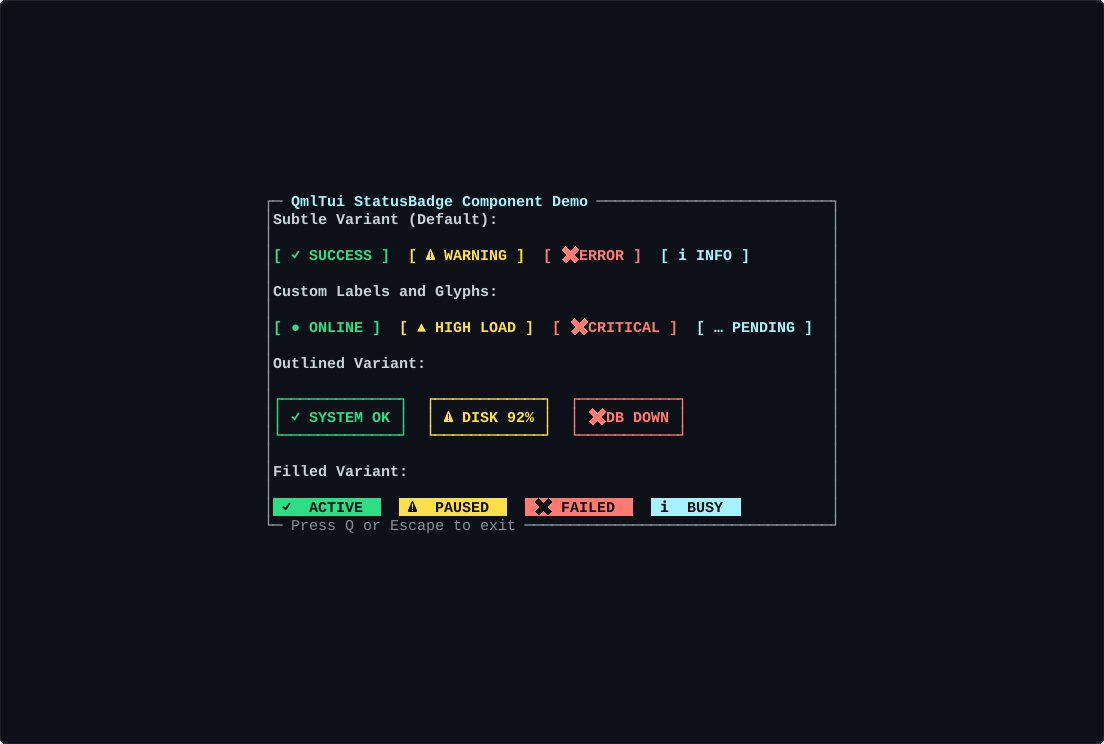 QmlTui StatusBadge Component Demo
Subtle Variant (Default):
[ ✓ SUCCESS ]  [ ⚠ WARNING ]  [ ✖ ERROR ]  [ i INFO ]
Custom Labels and Glyphs:
[ ● ONLINE ]  [ ▲ HIGH LOAD ]  [ ✖ CRITICAL ]  [ … PENDING ]
Outlined Variant:
✓ SYSTEM OK  ⚠ DISK 92%  ✖ DB DOWN
Filled Variant:
✓ ACTIVE  ⚠ PAUSED  ✖ FAILED  i BUSY
Press Q or Escape to exit